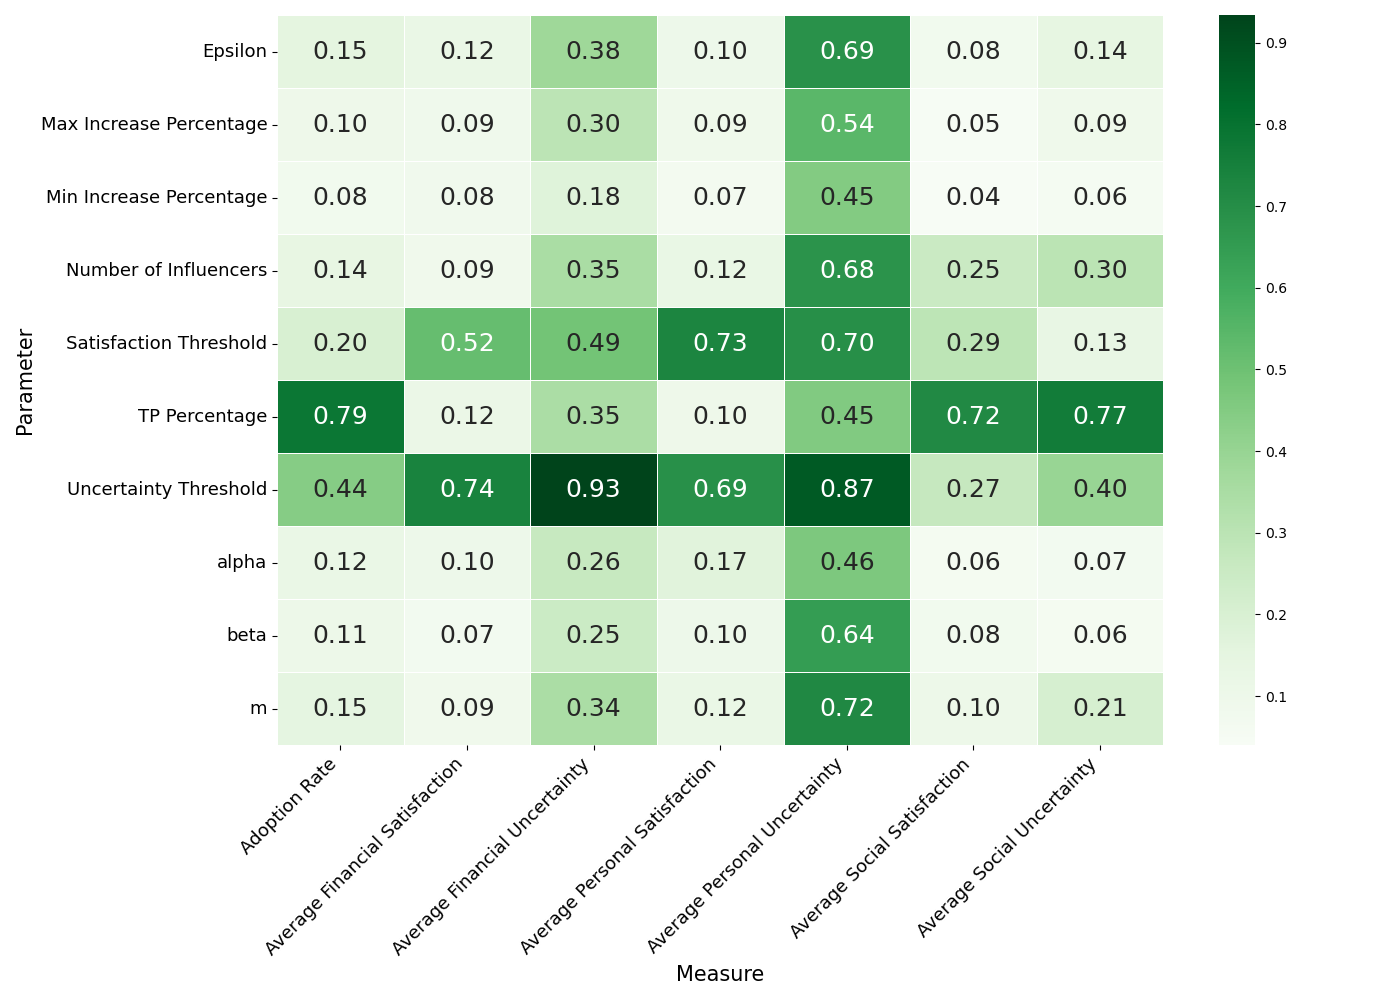 Parameter
Epsilon 0.15 0.12 0.38 0.10 0.69 0.08 0.14
Max Increase Percentage 0.10 0.09 0.30 0.09 0.54 0.05 0.09
Min Increase Percentage 0.08 0.08 0.18 0.07 0.45 0.04 0.06
Number of Influencers 0.14 0.09 0.35 0.12 0.68 0.25 0.30
Satisfaction Threshold 0.20 0.52 0.49 0.73 0.70 0.29 0.13
TP Percentage 0.79 0.12 0.35 0.10 0.45 0.72 0.77
Uncertainty Threshold 0.44 0.74 0.93 0.69 0.87 0.27 0.40
alpha 0.12 0.10 0.26 0.17 0.46 0.06 0.07
beta 0.11 0.07 0.25 0.10 0.64 0.08 0.06
m 0.15 0.09 0.34 0.12 0.72 0.10 0.21
Adoption Rate
Average Financial Satisfaction
Average Financial Uncertainty
Average Personal Satisfaction
Average Personal Uncertainty
Average Social Satisfaction
Average Social Uncertainty
Measure
0.9
0.8
0.7
0.6
0.5
0.4
0.3
0.2
0.1